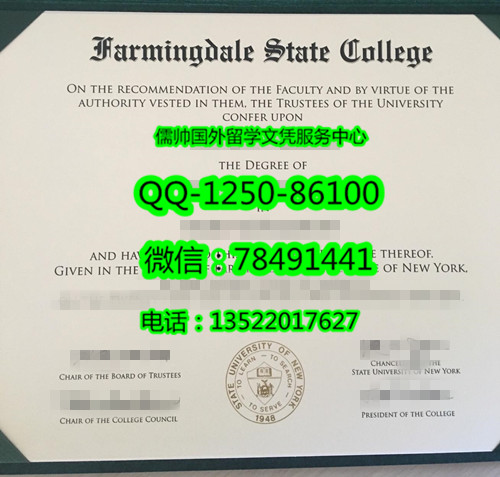 Farmingdale State College
ON THE RECOMMENDATION OF THE FACULTY AND BY VIRTUE OF THE
AUTHORITY VESTED IN THEM, THE TRUSTEES OF THE UNIVERSITY
CONFER UPON
儒帅国外留学文凭服务中心
THE DEGREE OF
QQ-1250-86100
AND THEREOF.
微信：78491441
GIVEN IN THE OF NEW YORK,
电话：13522017627
CHAIR OF THE BOARD OF TRUSTEES
CHAIR OF THE COLLEGE COUNCIL
STATE UNIVERSITY OF NEW YORK
TO LEARN - TO SEARCH
TO SERVE
1948
THE
STATE UNIVERSITY OF NEW YORK
PRESIDENT OF THE COLLEGE